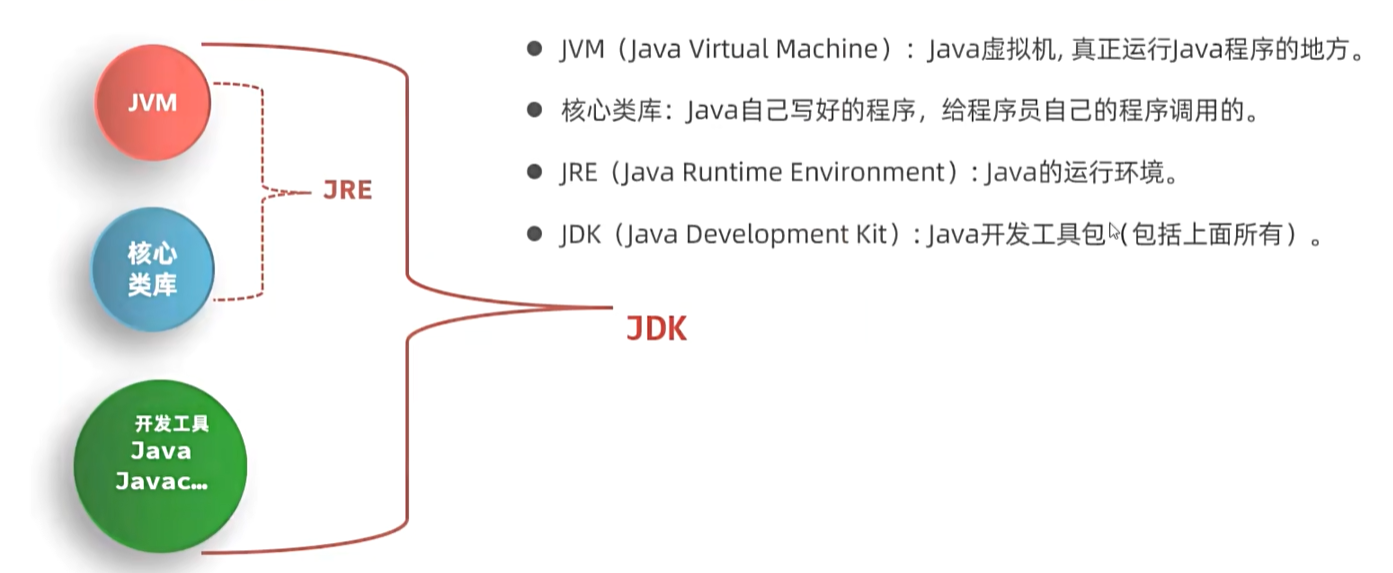 JVM
JRE
核心
类库
开发工具
Java
Javac...
JDK
JVM（Java Virtual Machine）：Java虚拟机, 真正运行Java程序的地方。
核心类库：Java自己写好的程序，给程序员自己的程序调用的。
JRE（Java Runtime Environment）: Java的运行环境。
JDK（Java Development Kit）: Java开发工具包 (包括上面所有）。